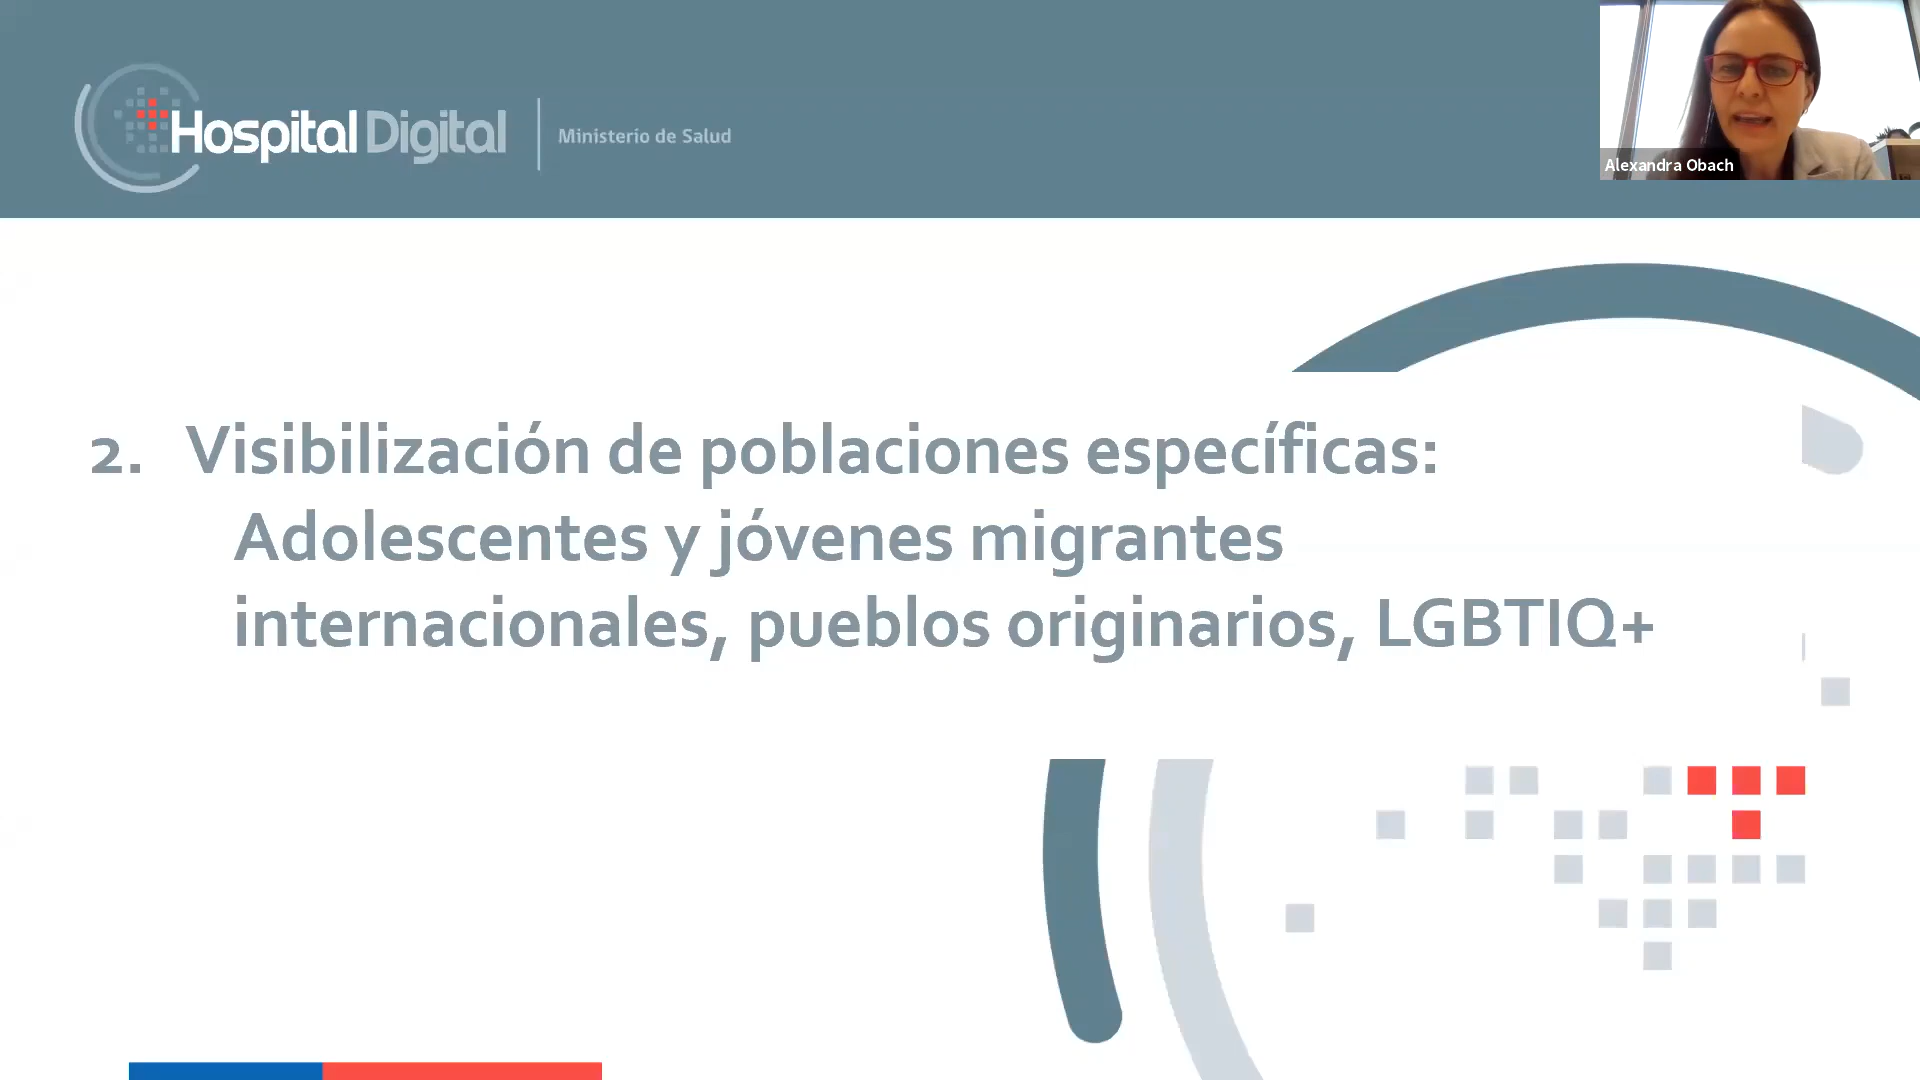 Hospital Digital
Ministerio de Salud
Alexandra Obach
2. Visibilización de poblaciones específicas:
Adolescentes y jóvenes migrantes
internacionales, pueblos originarios, LGBTIQ+